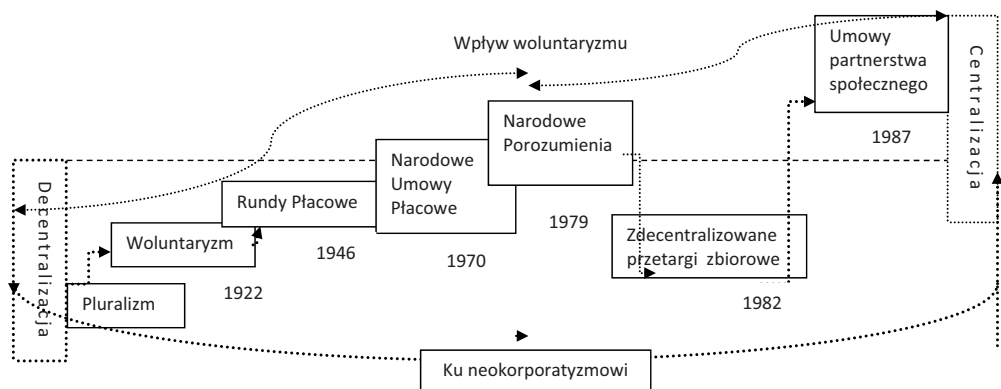 Wpływ woluntaryzmu
Umowy
partnerstwa
społecznego
Centralizacja
1987
Narodowe
Porozumienia
Narodowe
Umowy
Płacowe
1979
Decentralizacja
Rundy Płacowe
1970
1946
Woluntaryzm
Zdecentralizowane
przetargi zbiorowe
1922
1982
Pluralizm
Ku neokorporatyzmowi